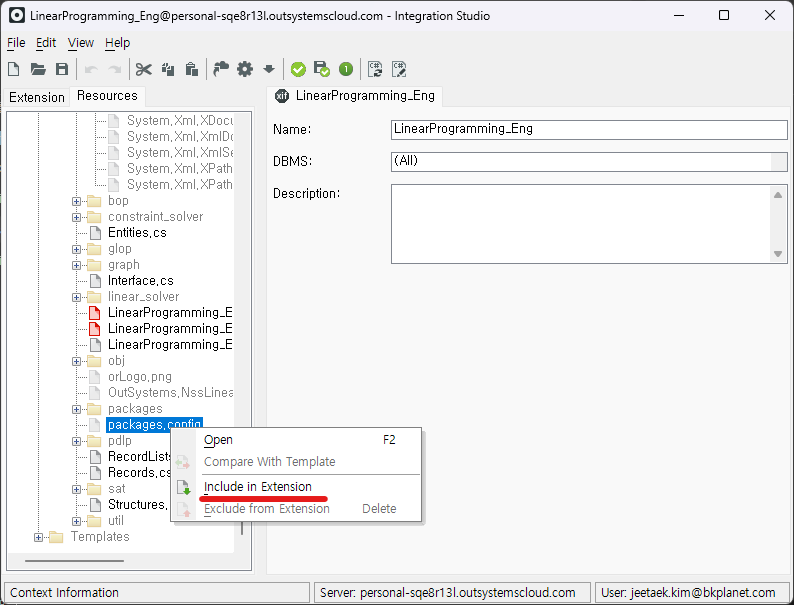 LinearProgramming_Eng@personal-sqe8r13l.outsystemscloud.com - Integration Studio
File Edit View Help
Extension Resources
LinearProgramming_Eng
System.Xml.XDocu
System.Xml.XmlDo
System.Xml.XmlSe
System.Xml.XPath
System.Xml.XPath
bop
constraint_solver
Entities.cs
glop
graph
Interface.cs
linear_solver
LinearProgramming_E
LinearProgramming_E
LinearProgramming_E
obj
orLogo.png
OutSystems.NssLinea
packages
packages.config
pdlp
RecordLists
Records.cs
sat
Structures.
util
Templates
Name: LinearProgramming_Eng
DBMS: (All)
Description:
Open F2
Compare With Template
Include in Extension
Exclude from Extension Delete
Context Information
Server: personal-sqe8r13l.outsystemscloud.com
User: jeetaek.kim@bkplanet.com